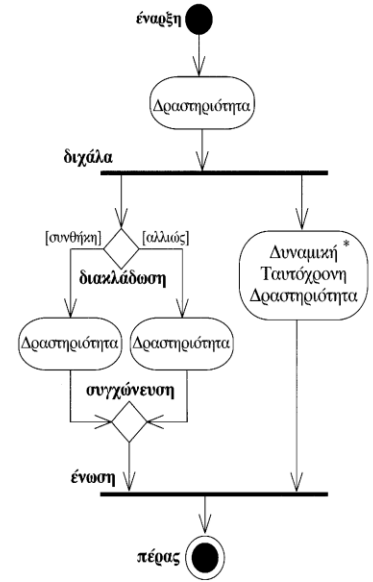 έναρξη
Δραστηριότητα
διχάλα
[συνθήκη] [αλλιώς]
διακλάδωση
Δυναμική *
Ταυτόχρονη
Δραστηριότητα
Δραστηριότητα Δραστηριότητα
συγχώνευση
ένωση
πέρας